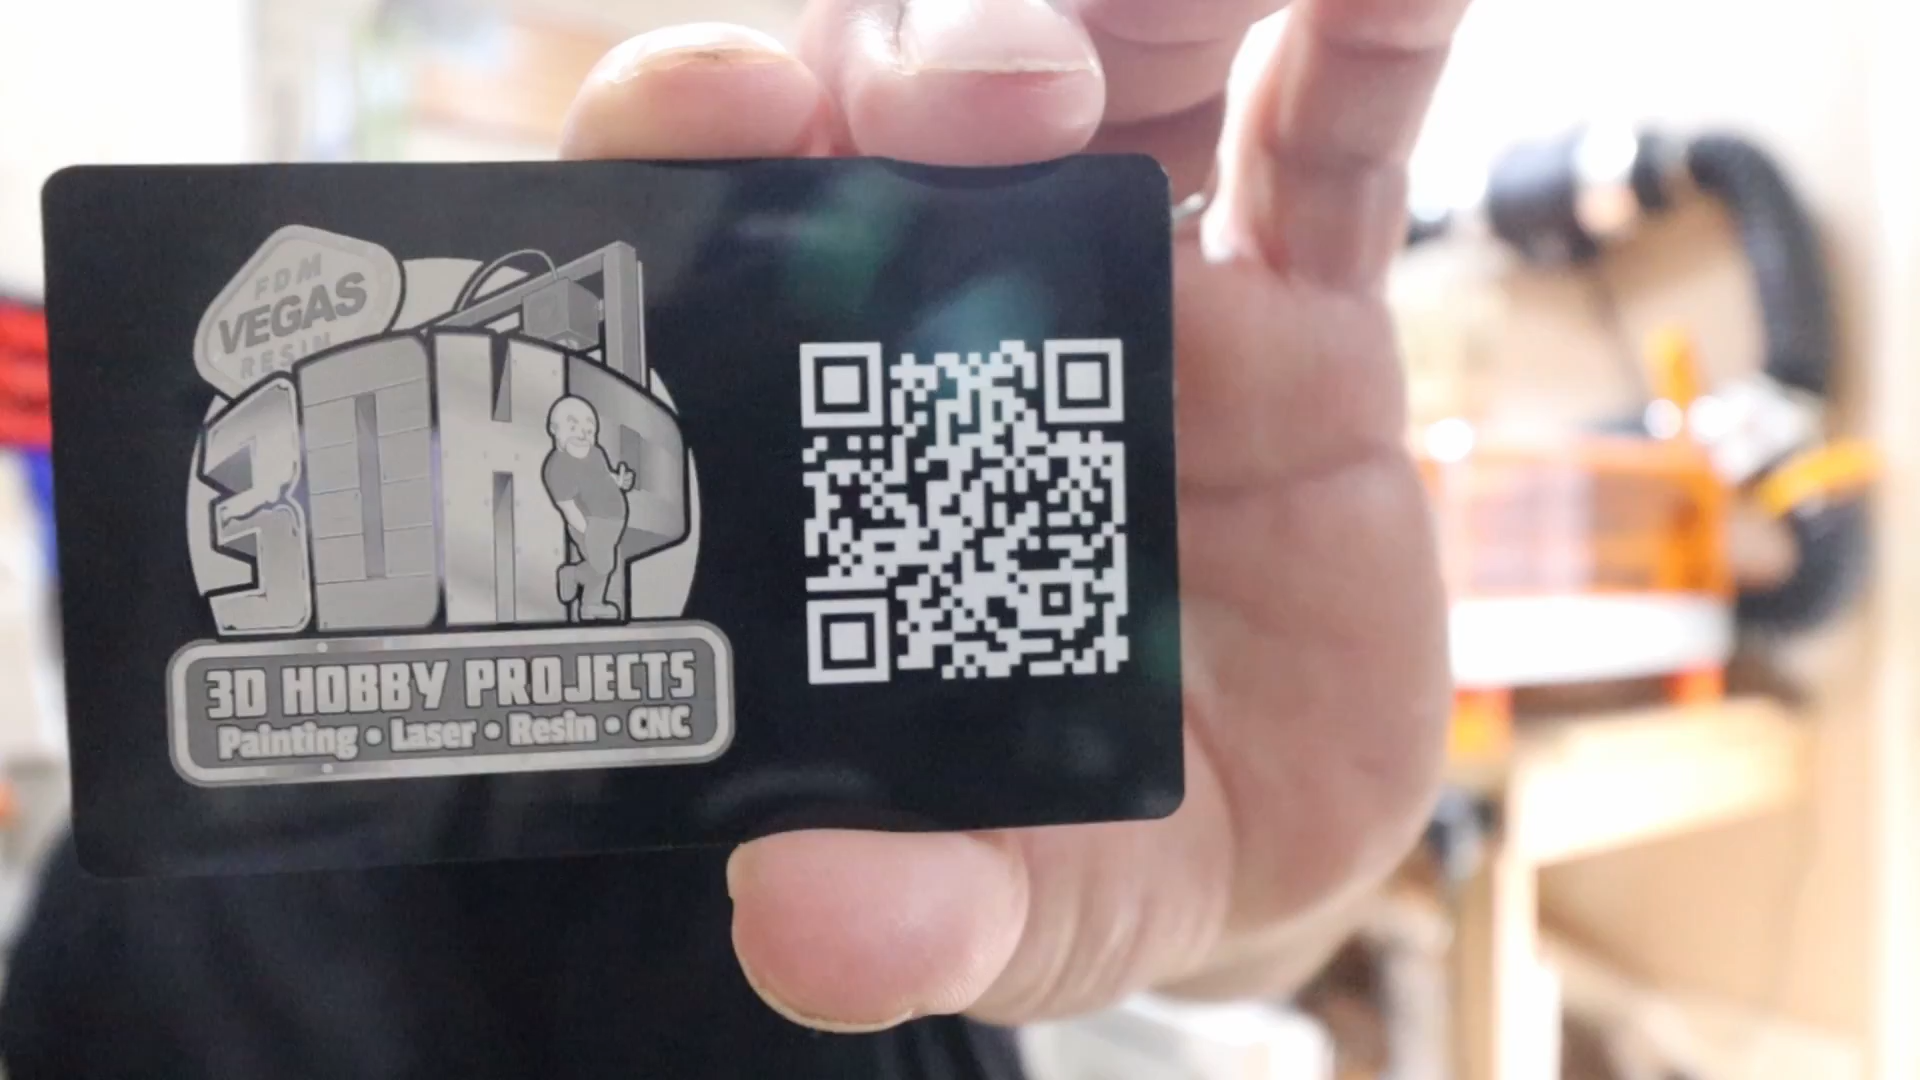 FDM
VEGAS
RESIN
3DHP
3D HOBBY PROJECTS
Painting • Laser • Resin • CNC